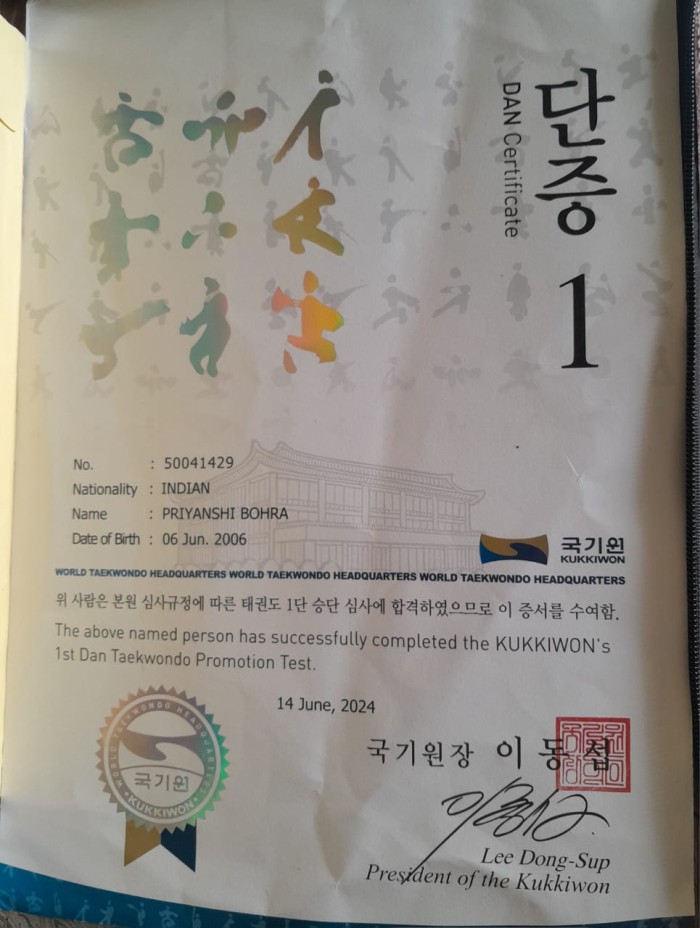 단증
DAN Certificate
1
No. : 50041429
Nationality : INDIAN
Name : PRIYANSHI BOHRA
Date of Birth : 06 Jun. 2006
국기원
KUKKIWON
WORLD TAEKWONDO HEADQUARTERS WORLD TAEKWONDO HEADQUARTERS WORLD TAEKWONDO HEADQUARTERS
위 사람은 본원 심사규정에 따른 태권도 1단 승단 심사에 합격하였으므로 이 증서를 수여함.
The above named person has successfully completed the KUKKIWON's
1st Dan Taekwondo Promotion Test.
14 June, 2024
WORLD TAEKWONDO HEADQUARTERS
국기원
KUKKIWON
국기원장 이동섭
Lee Dong-Sup
President of the Kukkiwon